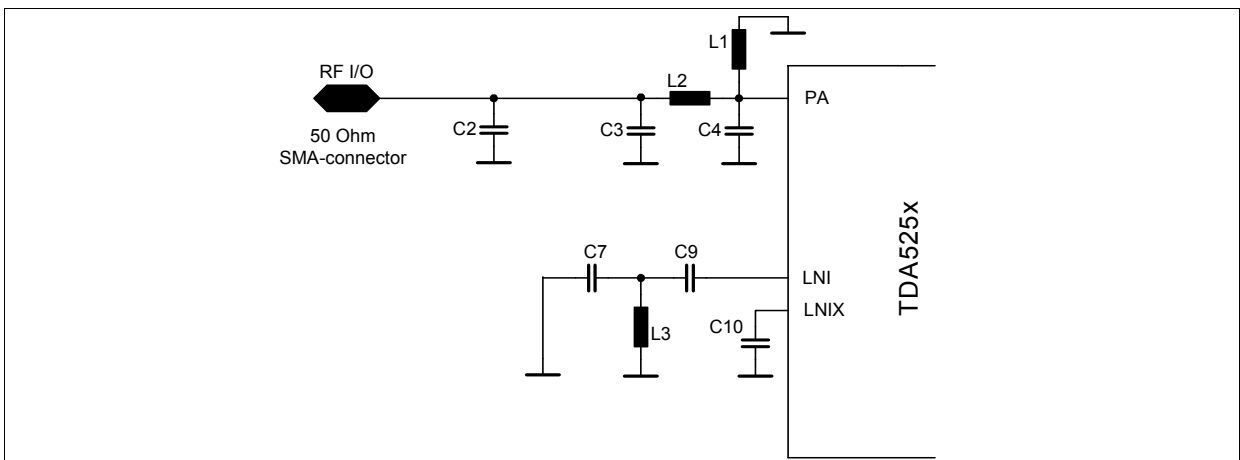 L1
RF I/O
L2
PA
C2
C3
C4
50 Ohm
SMA-connector
TDA525x
C7
C9
LNI
LNIX
C10
L3